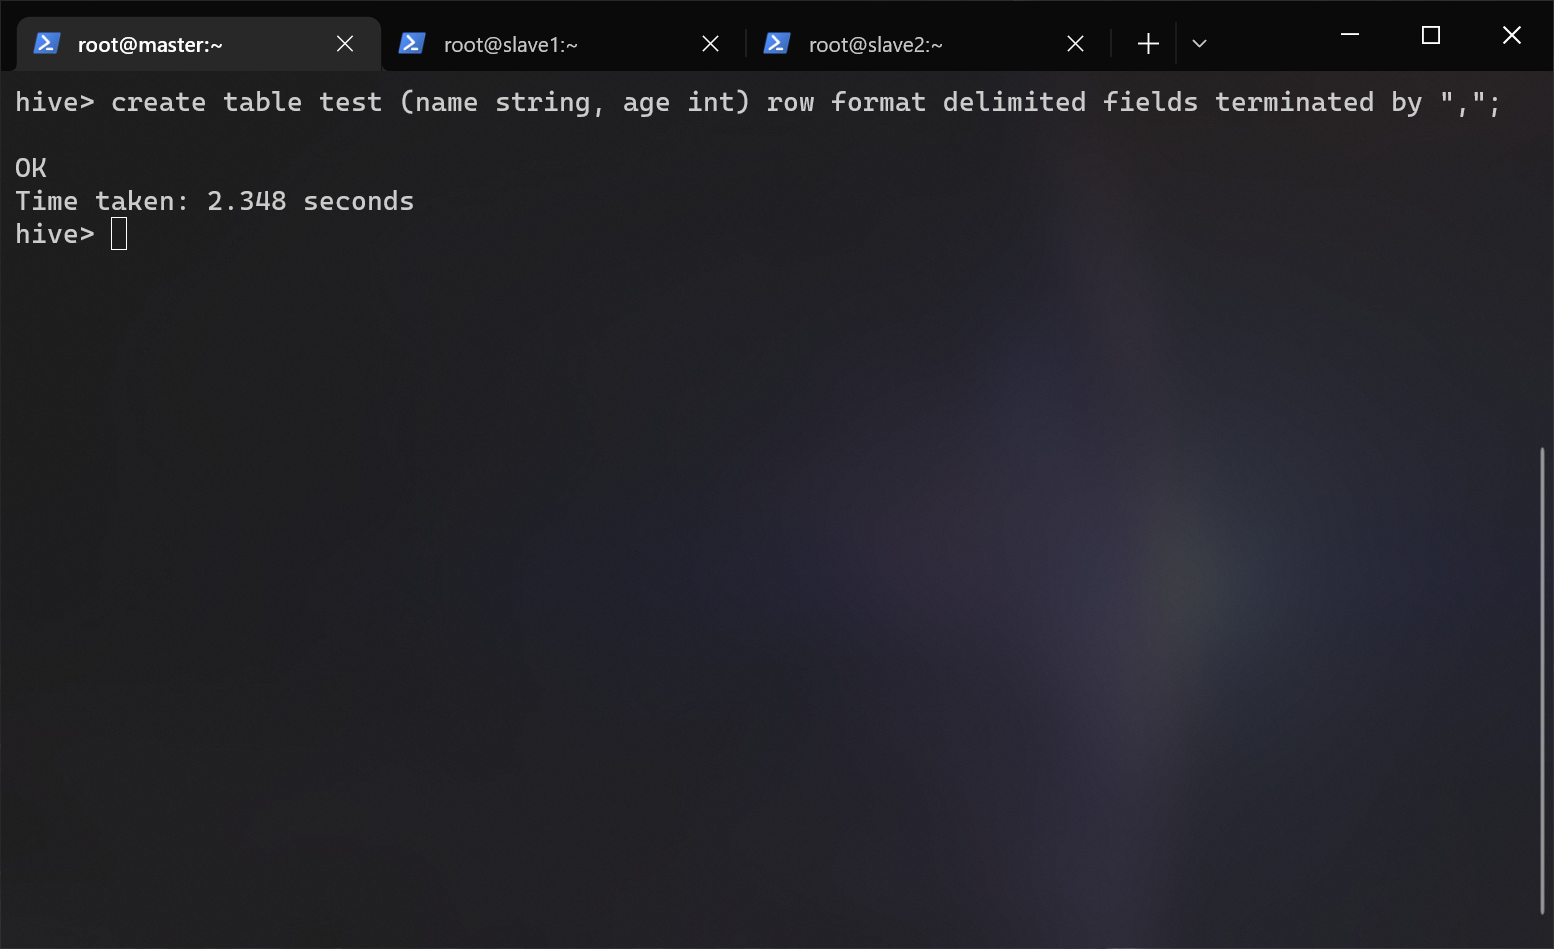 root@master:~ root@slave1:~ root@slave2:~
hive> create table test (name string, age int) row format delimited fields terminated by ",";
OK
Time taken: 2.348 seconds
hive>